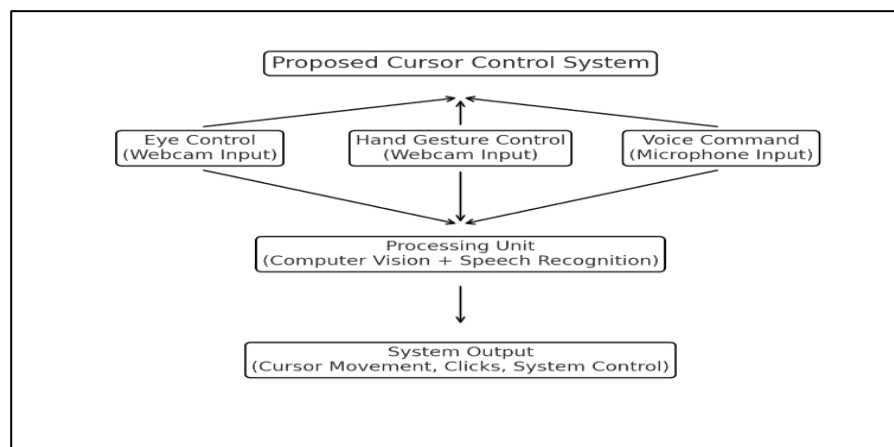 Proposed Cursor Control System
Eye Control
(Webcam Input)
Hand Gesture Control
(Webcam Input)
Voice Command
(Microphone Input)
Processing Unit
(Computer Vision + Speech Recognition)
System Output
(Cursor Movement, Clicks, System Control)